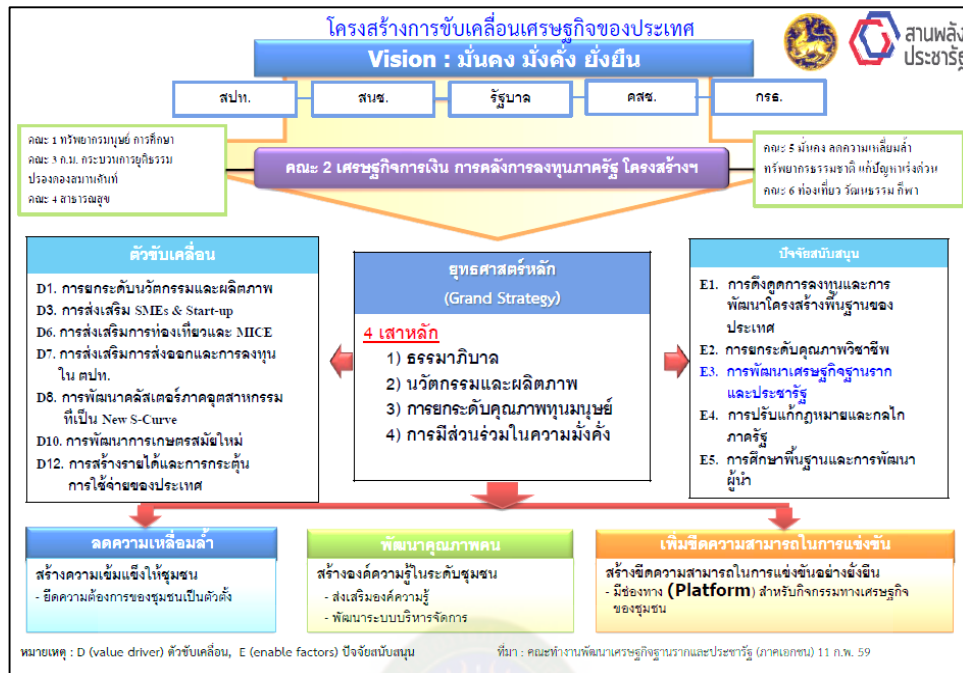 โครงสร้างการขับเคลื่อนเศรษฐกิจของประเทศ
สานพลัง
ประชารัฐ
Vision : มั่นคง มั่งคั่ง ยั่งยืน
สปท.
สนช.
รัฐบาล
คสช.
กรธ.
คณะ 1 ทรัพยากรมนุษย์ การศึกษา
คณะ 3 ก.ม. กระบวนการยุติธรรม
ปรองดองสมานฉันท์
คณะ 4 สาธารณสุข
คณะ 2 เศรษฐกิจการเงิน การคลังการลงทุนภาครัฐ โครงสร้างฯ
คณะ 5 มั่นคง ลดความเหลื่อมล้ำ
ทรัพยากรธรรมชาติ แก้ปัญหาเร่งด่วน
คณะ 6 ท่องเที่ยว วัฒนธรรม กีฬา
ตัวขับเคลื่อน
D1. การยกระดับนวัตกรรมและผลิตภาพ
D3. การส่งเสริม SMEs & Start-up
D6. การส่งเสริมการท่องเที่ยวและ MICE
D7. การส่งเสริมการส่งออกและการลงทุน
ใน ตปท.
D8. การพัฒนาคลัสเตอร์ภาคอุตสาหกรรม
ที่เป็น New S-Curve
D10. การพัฒนาการเกษตรสมัยใหม่
D12. การสร้างรายได้และการกระตุ้น
การใช้จ่ายของประเทศ
ยุทธศาสตร์หลัก
(Grand Strategy)
4 เสาหลัก
1) ธรรมาภิบาล
2) นวัตกรรมและผลิตภาพ
3) การยกระดับคุณภาพทุนมนุษย์
4) การมีส่วนร่วมในความมั่งคั่ง
ปัจจัยสนับสนุน
E1. การดึงดูดการลงทุนและการ
พัฒนาโครงสร้างพื้นฐานของ
ประเทศ
E2. การยกระดับคุณภาพวิชาชีพ
E3. การพัฒนาเศรษฐกิจฐานราก
และประชารัฐ
E4. การปรับแก้กฎหมายและกลไก
ภาครัฐ
E5. การศึกษาพื้นฐานและการพัฒนา
ผู้นำ
ลดความเหลื่อมล้ำ
สร้างความเข้มแข็งให้ชุมชน
- ยึดความต้องการของชุมชนเป็นตัวตั้ง
พัฒนาคุณภาพคน
สร้างองค์ความรู้ในระดับชุมชน
- ส่งเสริมองค์ความรู้
- พัฒนาระบบบริหารจัดการ
เพิ่มขีดความสามารถในการแข่งขัน
สร้างขีดความสามารถในการแข่งขันอย่างยั่งยืน
- มีช่องทาง (Platform) สำหรับกิจกรรมทางเศรษฐกิจ
ของชุมชน
หมายเหตุ : D (value driver) ตัวขับเคลื่อน, E (enable factors) ปัจจัยสนับสนุน
ที่มา : คณะทำงานพัฒนาเศรษฐกิจฐานรากและประชารัฐ (ภาคเอกชน) 11 ก.พ. 59